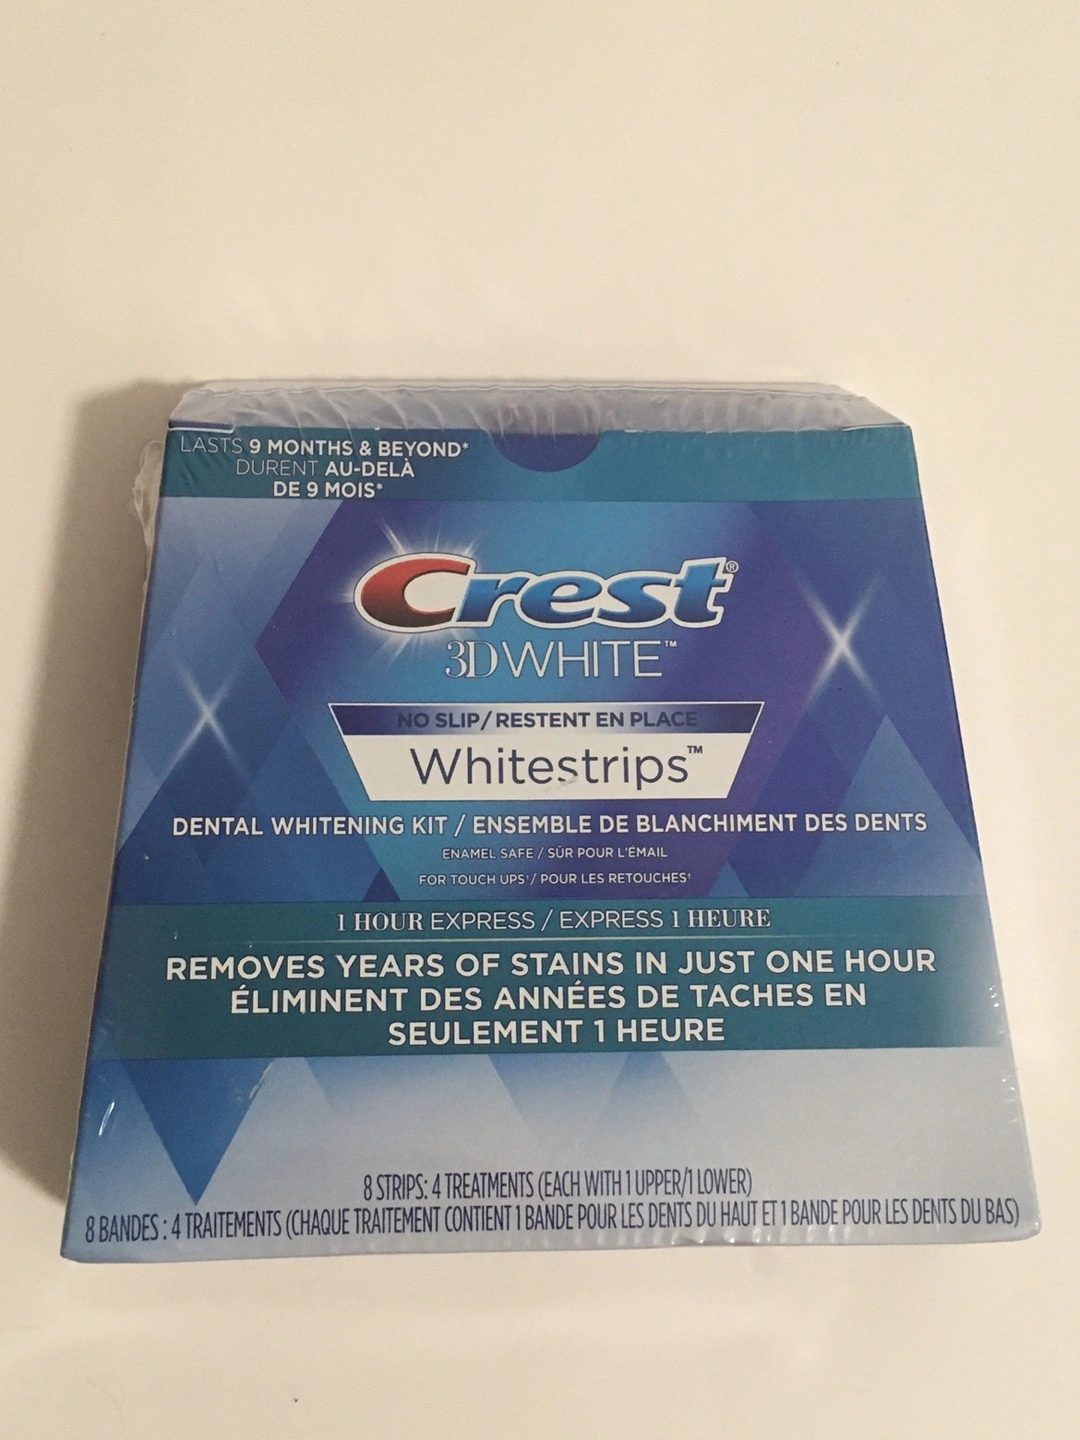 LASTS 9 MONTHS & BEYOND*
DURENT AU-DELÀ
DE 9 MOIS*
Crest®
3D WHITE™
NO SLIP/RESTENT EN PLACE
Whitestrips™
DENTAL WHITENING KIT / ENSEMBLE DE BLANCHIMENT DES DENTS
ENAMEL SAFE / SÛR POUR L'ÉMAIL
FOR TOUCH UPS†/ POUR LES RETOUCHES†
1 HOUR EXPRESS / EXPRESS 1 HEURE
REMOVES YEARS OF STAINS IN JUST ONE HOUR
ÉLIMINENT DES ANNÉES DE TACHES EN
SEULEMENT 1 HEURE
8 STRIPS: 4 TREATMENTS (EACH WITH 1 UPPER/1 LOWER)
8 BANDES : 4 TRAITEMENTS (CHAQUE TRAITEMENT CONTIENT 1 BANDE POUR LES DENTS DU HAUT ET 1 BANDE POUR LES DENTS DU BAS)